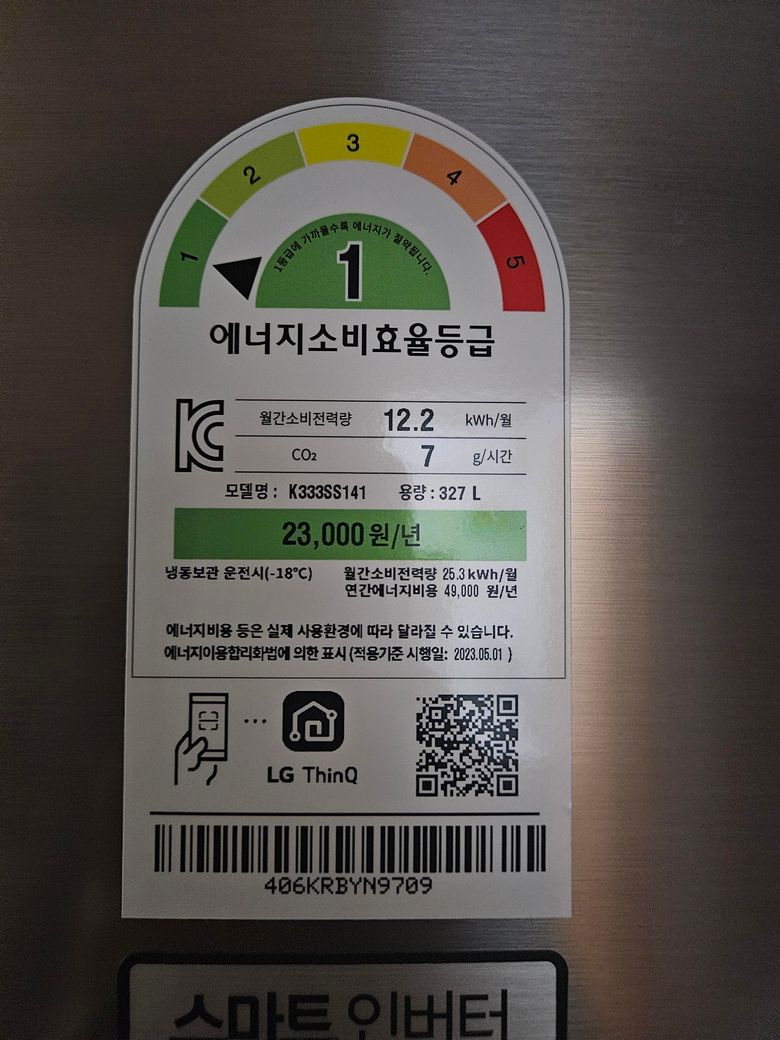 1 2 3 4 5
1등급에 가까울수록 에너지가 절약됩니다.
1
에너지소비효율등급
월간소비전력량 12.2 kWh/월
CO₂ 7 g/시간
모델명 : K333SS141 용량 : 327 L
23,000원/년
냉동보관 운전시(-18℃) 월간소비전력량 25.3 kWh/월
연간에너지비용 49,000 원/년
에너지비용 등은 실제 사용환경에 따라 달라질 수 있습니다.
에너지이용합리화법에 의한 표시 (적용기준 시행일: 2023.05.01 )
LG ThinQ
406KRBYN9709
스마트 인버터